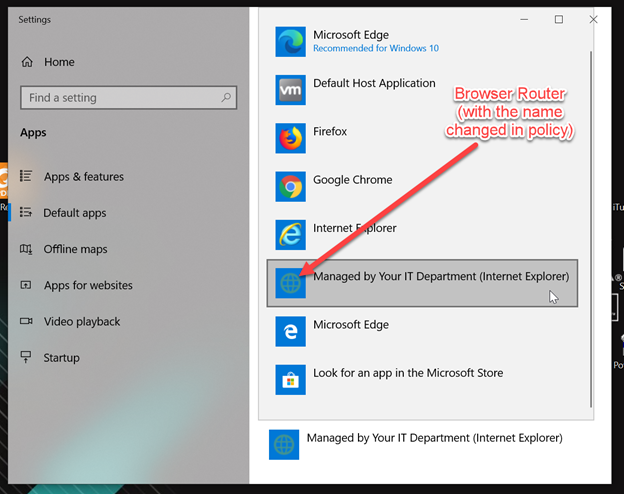 Settings
Home
Find a setting
Apps
Apps & features
Default apps
Offline maps
Apps for websites
Video playback
Startup
Microsoft Edge
Recommended for Windows 10
vm
Default Host Application
Firefox
Google Chrome
Internet Explorer
Managed by Your IT Department (Internet Explorer)
Microsoft Edge
Look for an app in the Microsoft Store
Managed by Your IT Department (Internet Explorer)
Browser Router
(with the name
changed in policy)
iTu
Po